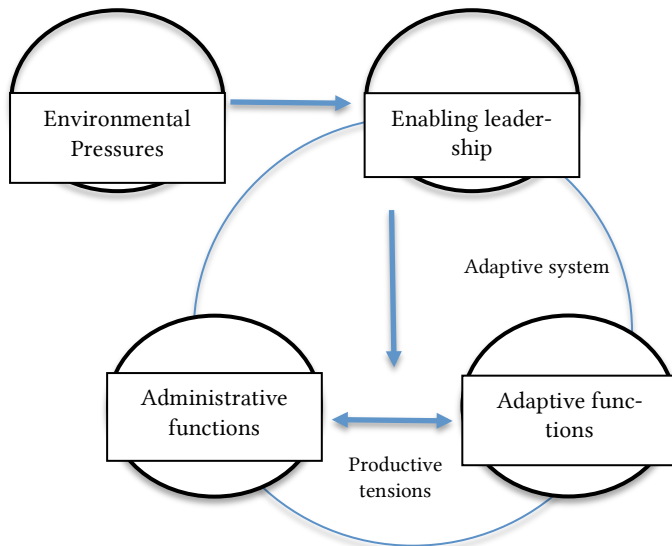 Environmental
Pressures
Enabling leader-
ship
Adaptive system
Administrative
functions
Adaptive func-
tions
Productive
tensions